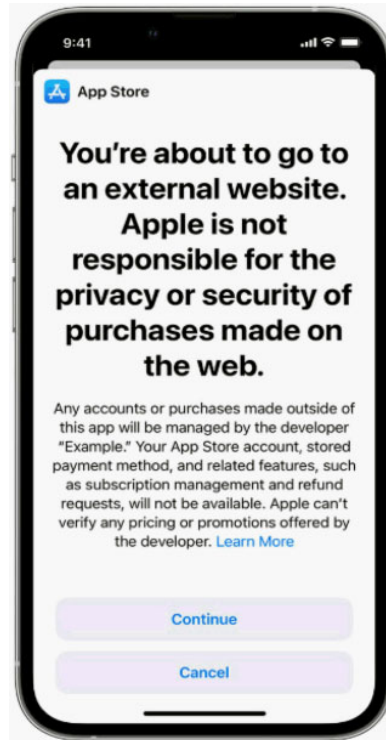 9:41
App Store
You’re about to go to
an external website.
Apple is not
responsible for the
privacy or security of
purchases made on
the web.
Any accounts or purchases made outside of
this app will be managed by the developer
“Example.” Your App Store account, stored
payment method, and related features, such
as subscription management and refund
requests, will not be available. Apple can’t
verify any pricing or promotions offered by
the developer. Learn More
Continue
Cancel